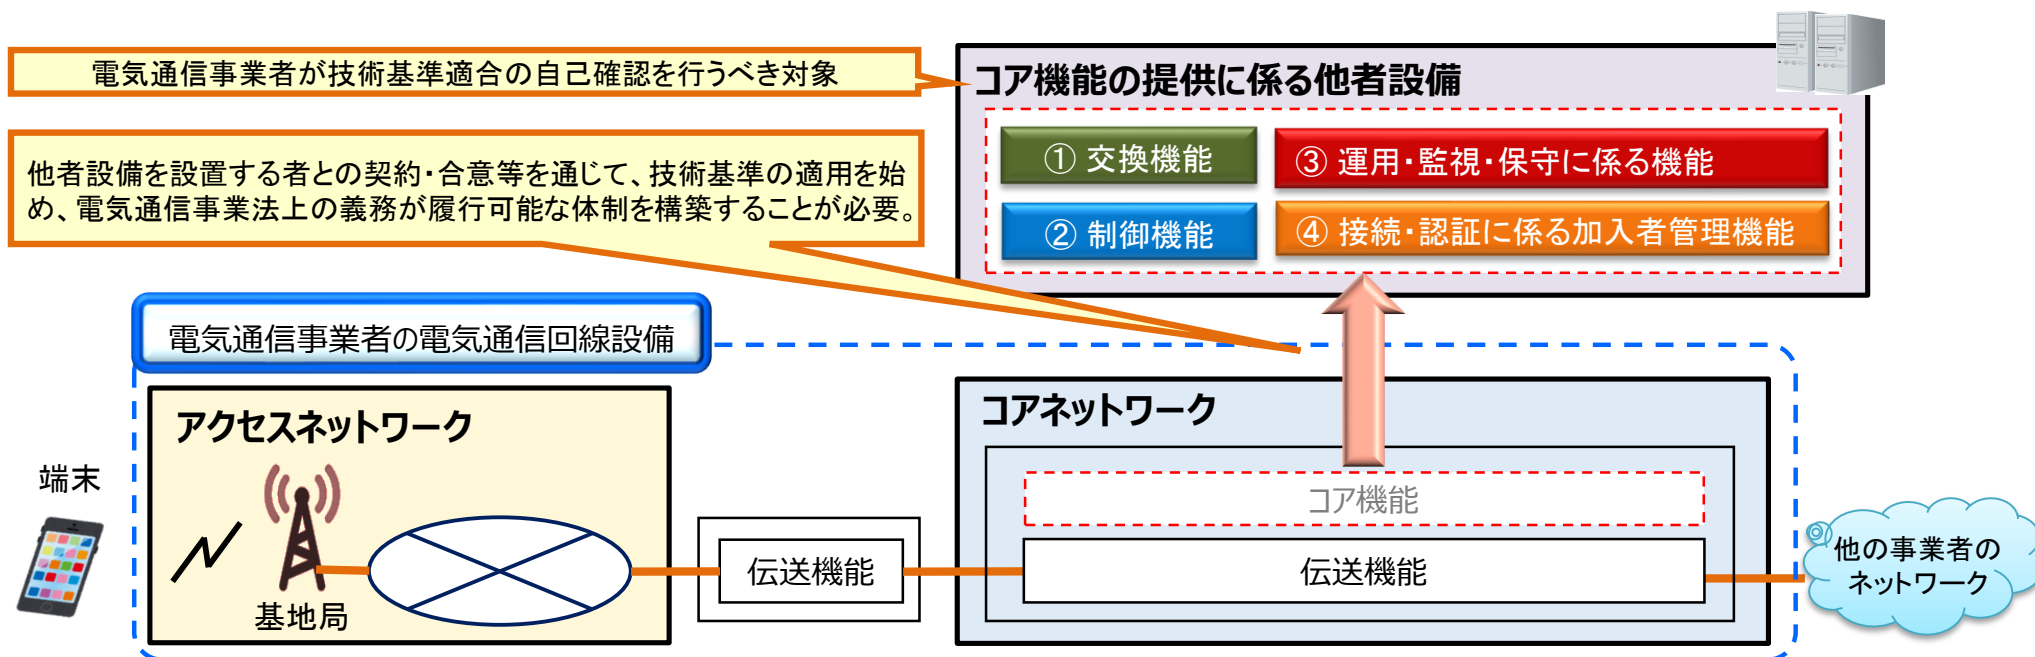 電気通信事業者が技術基準適合の自己確認を行うべき対象
コア機能の提供に係る他者設備
① 交換機能
③ 運用・監視・保守に係る機能
② 制御機能
④ 接続・認証に係る加入者管理機能
他者設備を設置する者との契約・合意等を通じて、技術基準の適用を始
め、電気通信事業法上の義務が履行可能な体制を構築することが必要。
電気通信事業者の電気通信回線設備
アクセスネットワーク
コアネットワーク
端末
コア機能
基地局
伝送機能
伝送機能
他の事業者の
ネットワーク